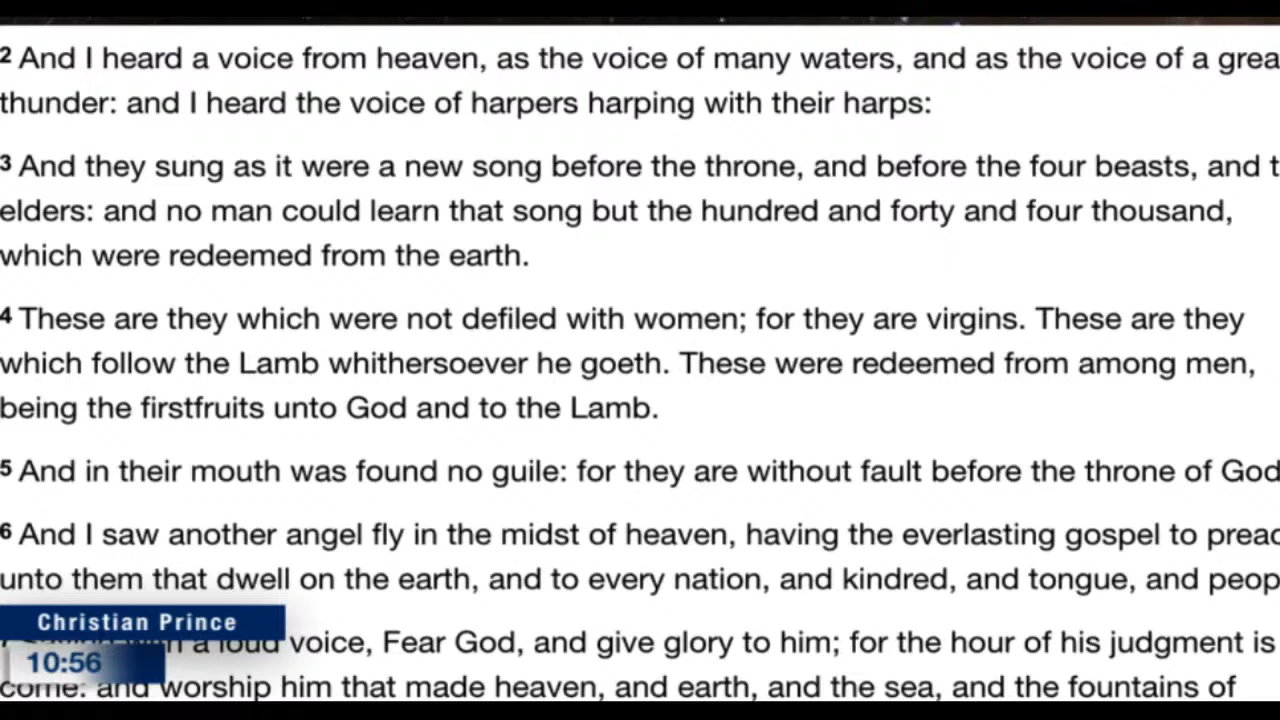 2 And I heard a voice from heaven, as the voice of many waters, and as the voice of a grea
thunder: and I heard the voice of harpers harping with their harps:
3 And they sung as it were a new song before the throne, and before the four beasts, and t
elders: and no man could learn that song but the hundred and forty and four thousand,
which were redeemed from the earth.
4 These are they which were not defiled with women; for they are virgins. These are they
which follow the Lamb whithersoever he goeth. These were redeemed from among men,
being the firstfruits unto God and to the Lamb.
5 And in their mouth was found no guile: for they are without fault before the throne of God
6 And I saw another angel fly in the midst of heaven, having the everlasting gospel to preac
unto them that dwell on the earth, and to every nation, and kindred, and tongue, and peop
Christian Prince
a loud voice, Fear God, and give glory to him; for the hour of his judgment is
10:56
come: and worship him that made heaven, and earth, and the sea, and the fountains of